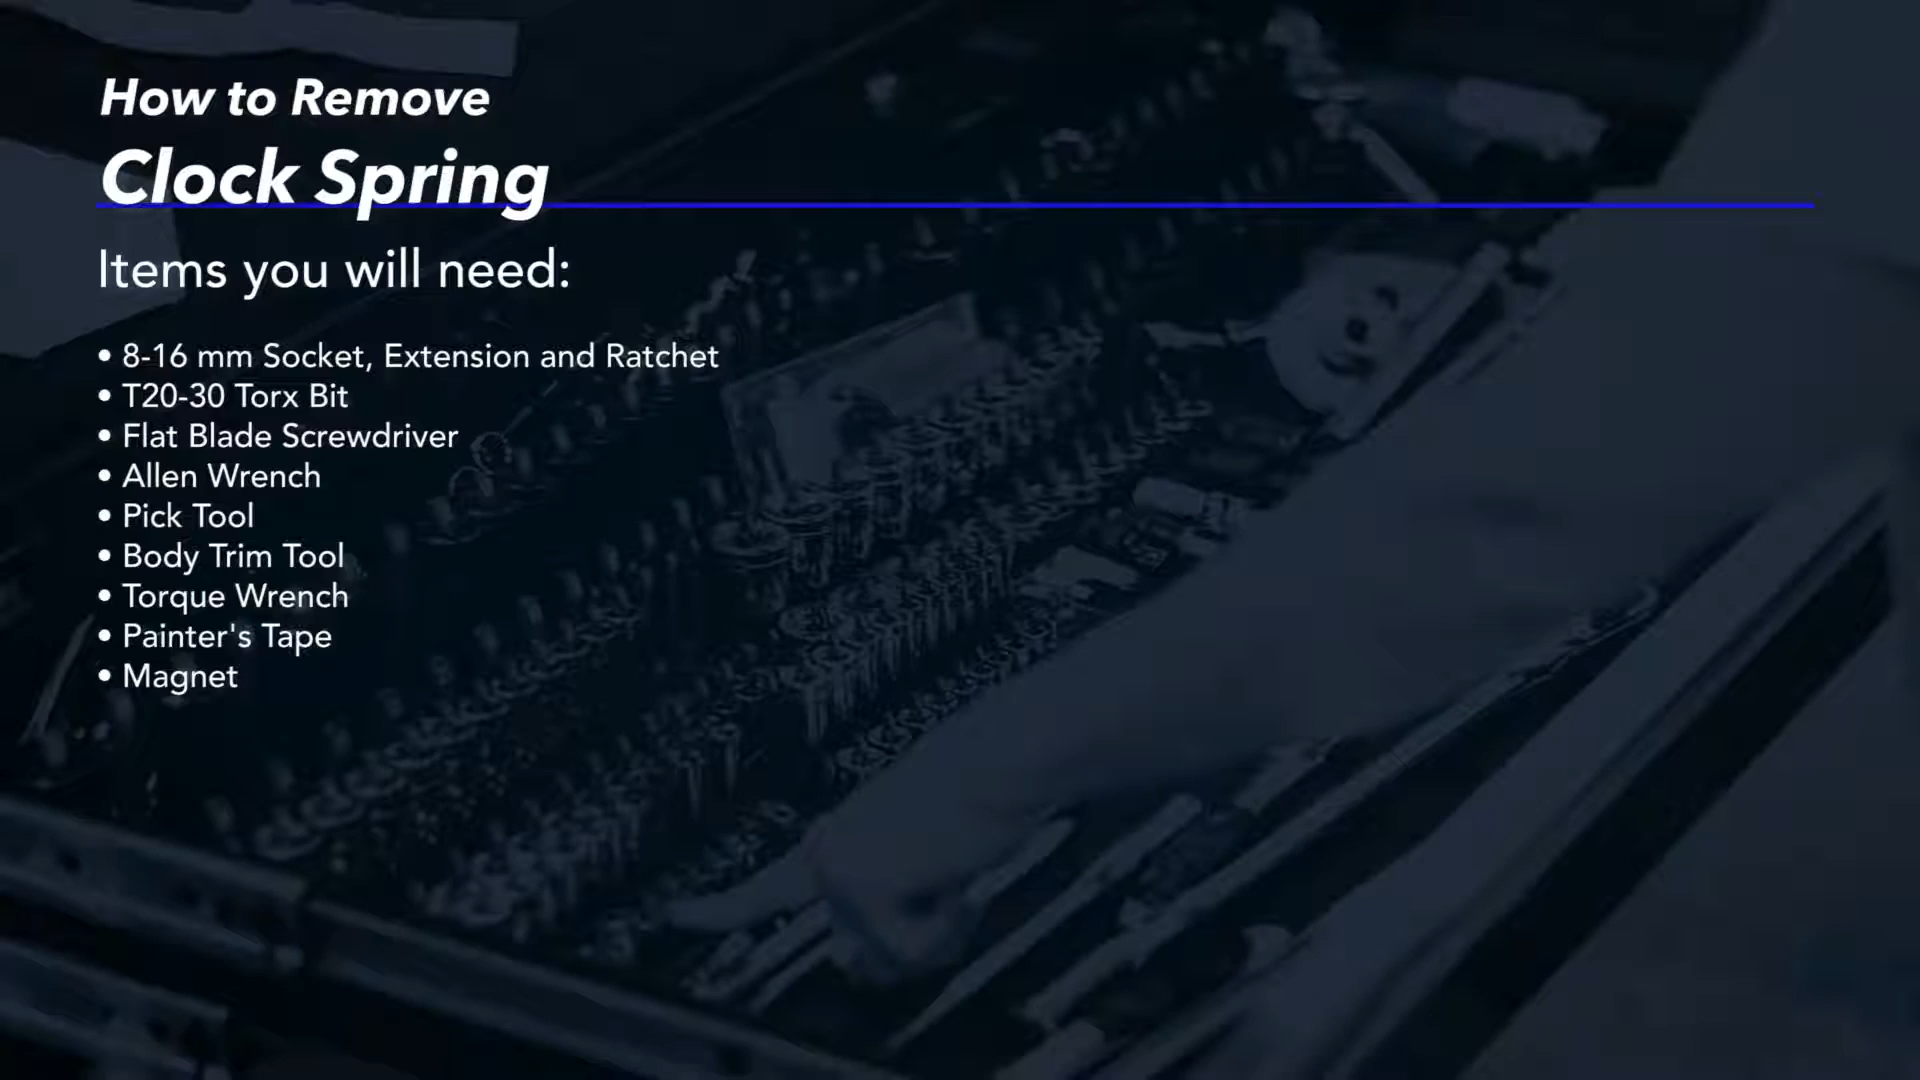 How to Remove
Clock Spring
Items you will need:
• 8-16 mm Socket, Extension and Ratchet
• T20-30 Torx Bit
• Flat Blade Screwdriver
• Allen Wrench
• Pick Tool
• Body Trim Tool
• Torque Wrench
• Painter's Tape
• Magnet